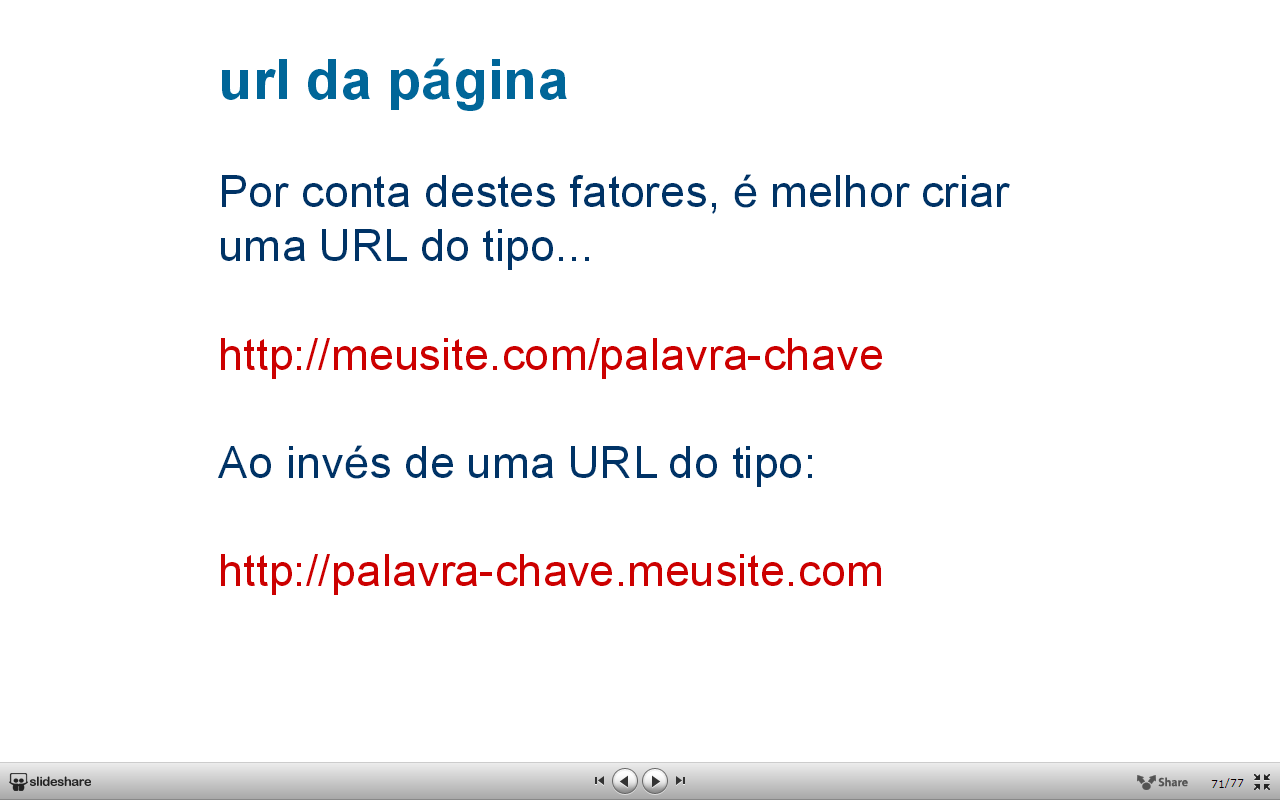 url da página
Por conta destes fatores, é melhor criar
uma URL do tipo...
http://meusite.com/palavra-chave
Ao invés de uma URL do tipo:
http://palavra-chave.meusite.com
slideshare
Share
71/77